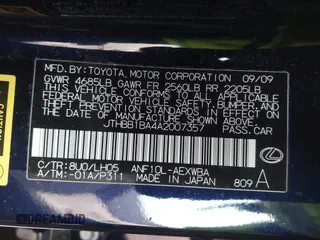 MFD. BY: TOYOTA MOTOR CORPORATION 09/09
GVWR 4685LB GAWR FR 2560LB RR 2205LB
THIS VEHICLE CONFORMS TO ALL APPLICABLE
FEDERAL MOTOR VEHICLE SAFETY, BUMPER, AND
THEFT PREVENTION STANDARDS IN EFFECT ON
THE DATE OF MANUFACTURE SHOWN ABOVE.
JTHBB1BA4A2007357 PASS.CAR
C/TR:8U0/LH05 ANF10L-AEXWBA
A/TM:-01A/P311 MADE IN JAPAN 809 A
DREAMBID